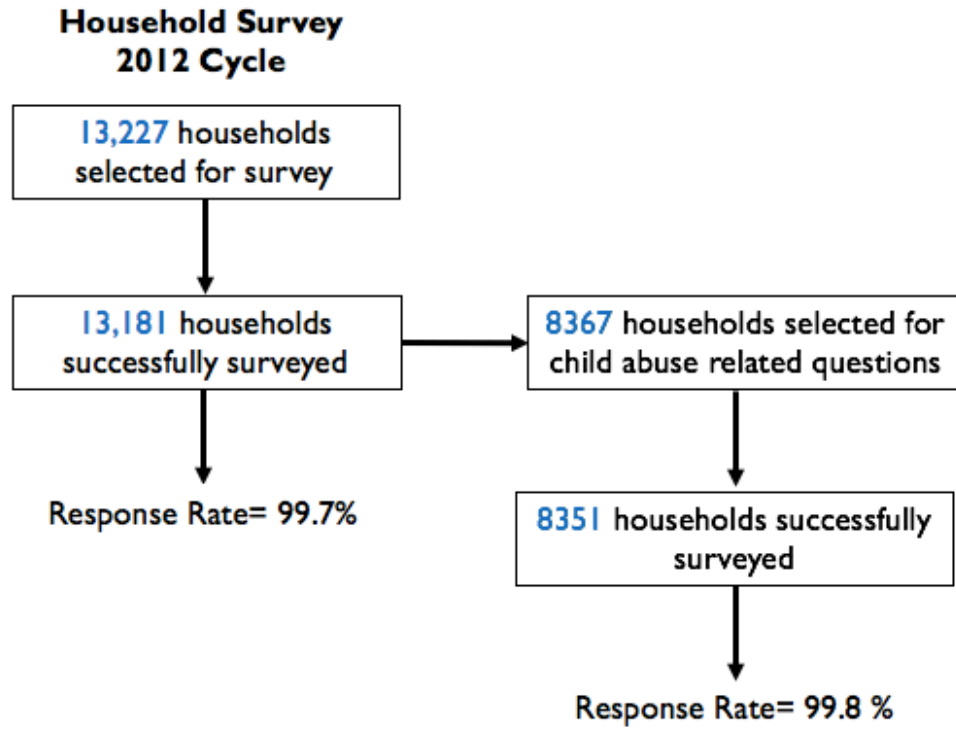 Household Survey
2012 Cycle
13,227 households
selected for survey
13,181 households
successfully surveyed
8367 households selected for
child abuse related questions
Response Rate= 99.7%
8351 households successfully
surveyed
Response Rate= 99.8 %